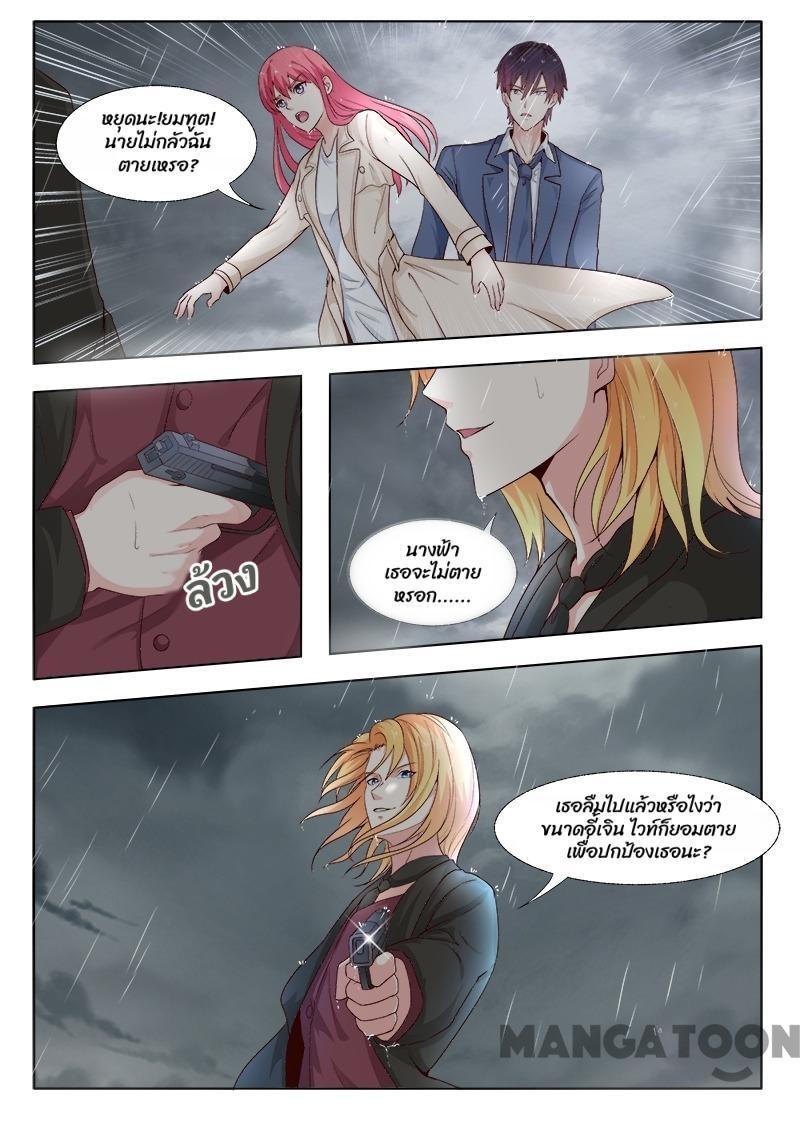 หยุดนะ!ยมฑูต!
นายไม่กลัวฉัน
ตายเหรอ?
ล้วง
นางฟ้า
เธอจะไม่ตาย
หรอก......
เธอลืมไปแล้วหรือไงว่า
ขนาดอี้เจิน ไวท์ก็ยอมตาย
เพื่อปกป้องเธอนะ?
MANGATOON